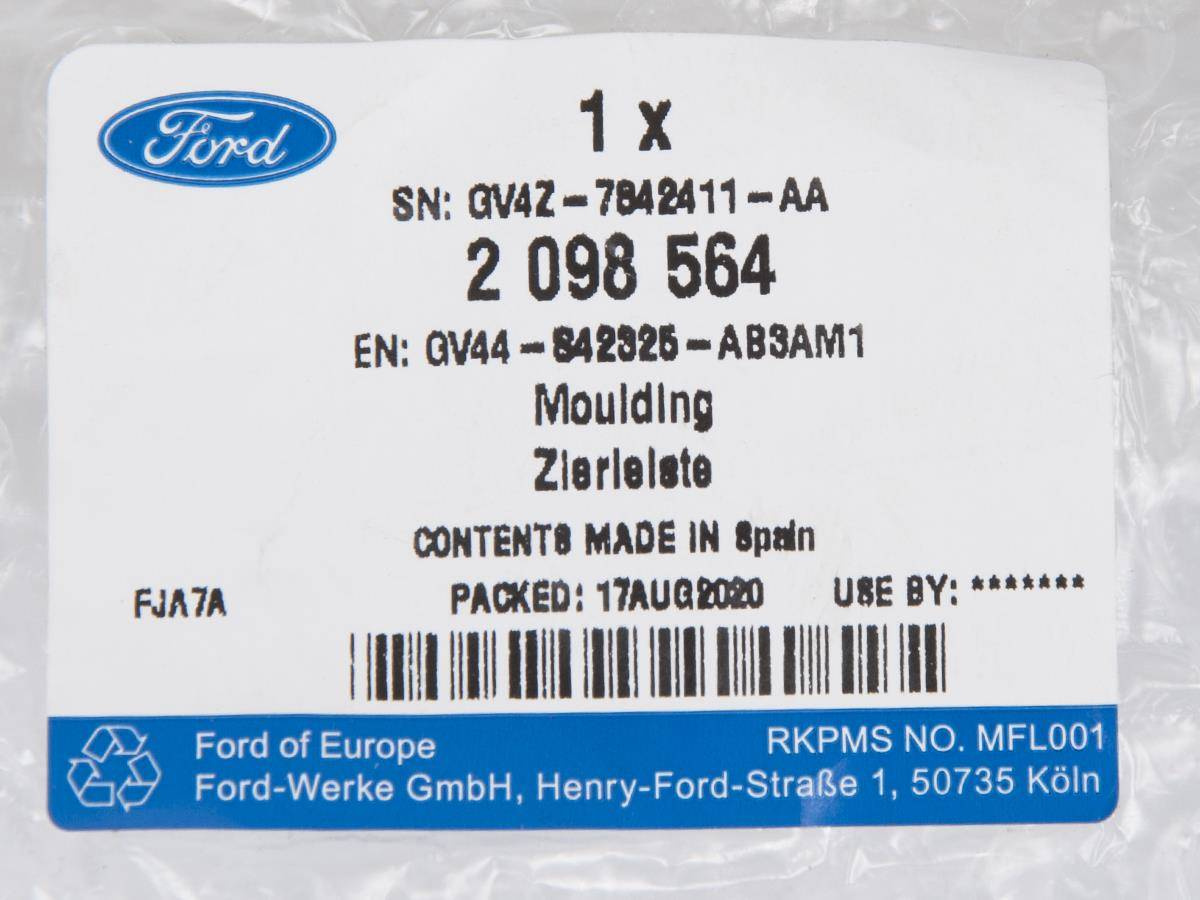 Ford
1 x
SN: GV4Z-7842411-AA
2 098 564
EN: GV44-S42325-AB3AM1
Moulding
Zierleiste
CONTENTS MADE IN Spain
FJA7A PACKED: 17AUG2020 USE BY: *******
Ford of Europe RKPMS NO. MFL001
Ford-Werke GmbH, Henry-Ford-Straße 1, 50735 Köln